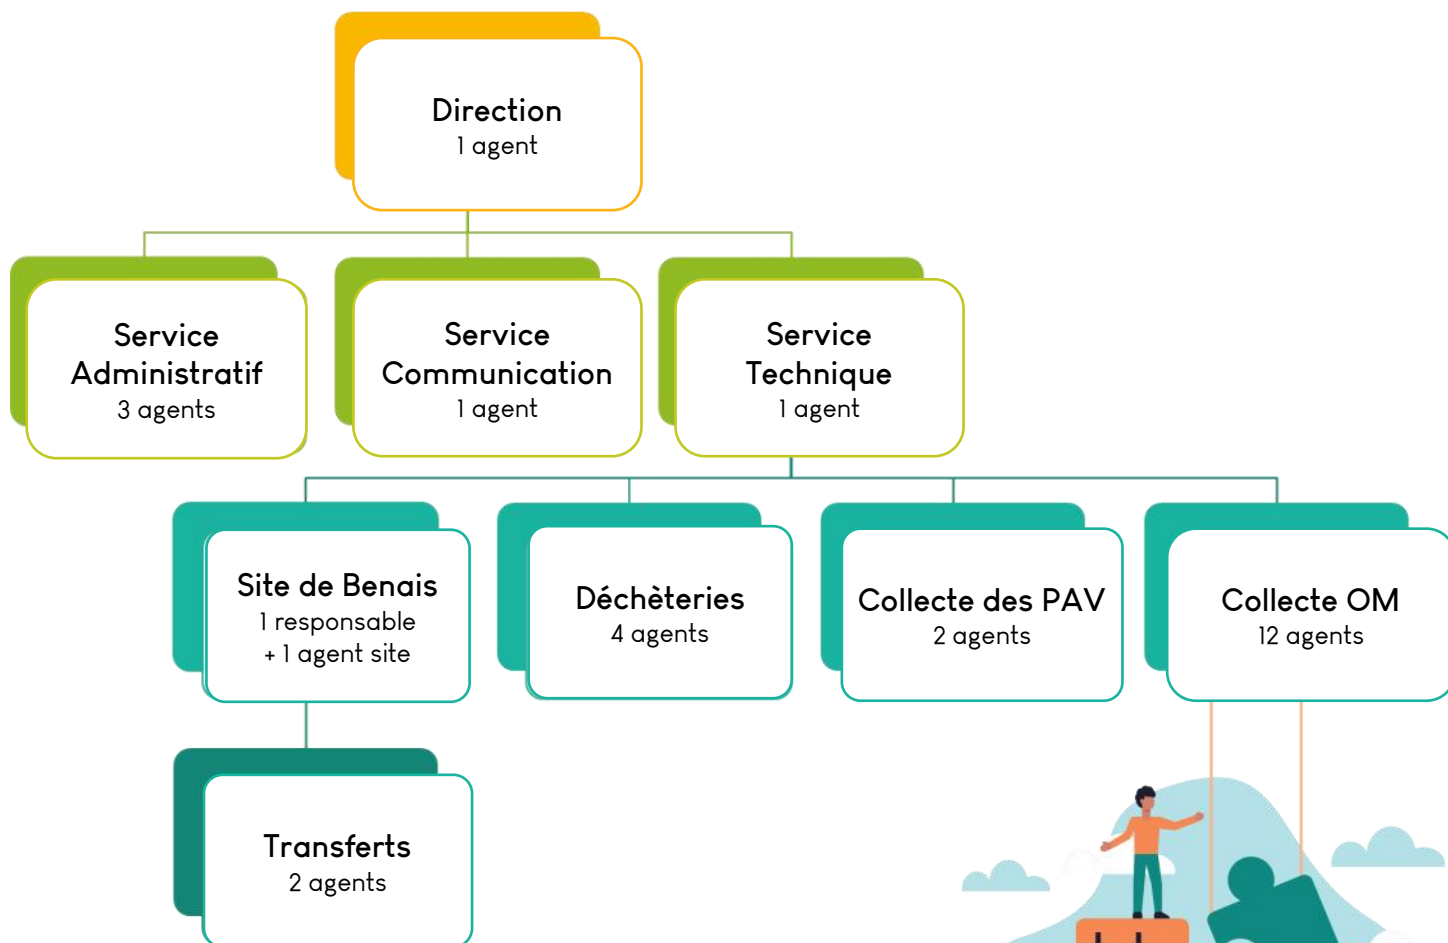 Direction
1 agent
Service
Administratif
3 agents
Service
Communication
1 agent
Service
Technique
1 agent
Site de Benais
1 responsable
+ 1 agent site
Déchèteries
4 agents
Collecte des PAV
2 agents
Collecte OM
12 agents
Transferts
2 agents